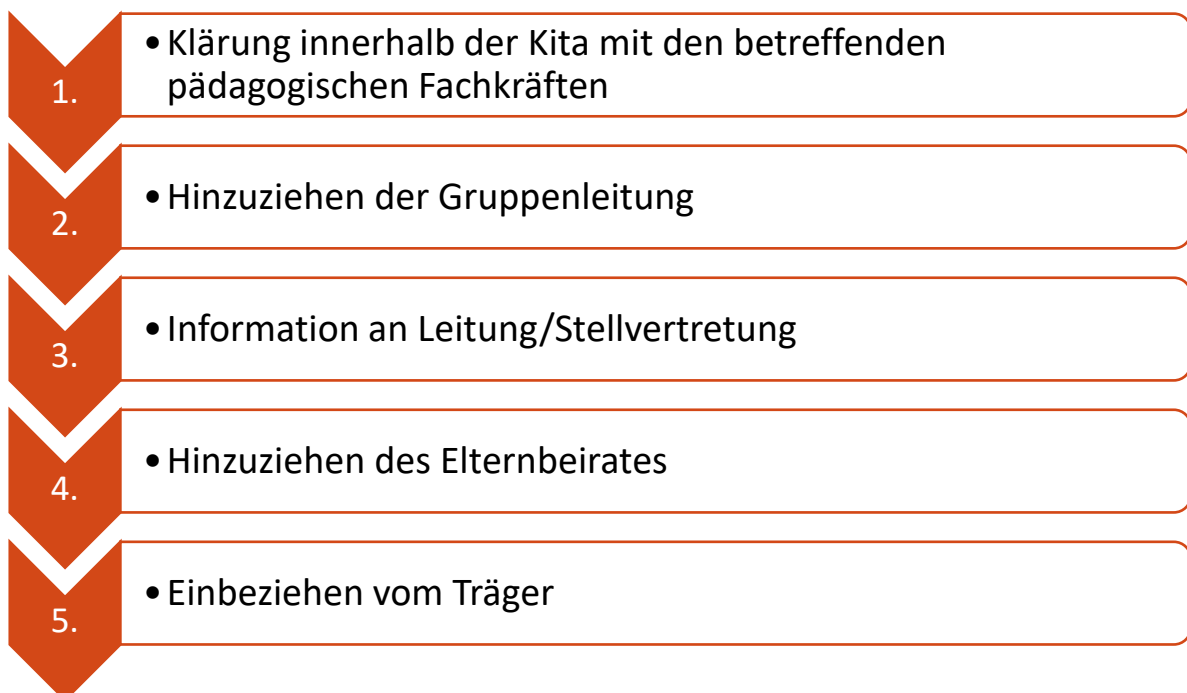 1.
• Klärung innerhalb der Kita mit den betreffenden
pädagogischen Fachkräften
2.
• Hinzuziehen der Gruppenleitung
3.
• Information an Leitung/Stellvertretung
4.
• Hinzuziehen des Elternbeirates
5.
• Einbeziehen vom Träger